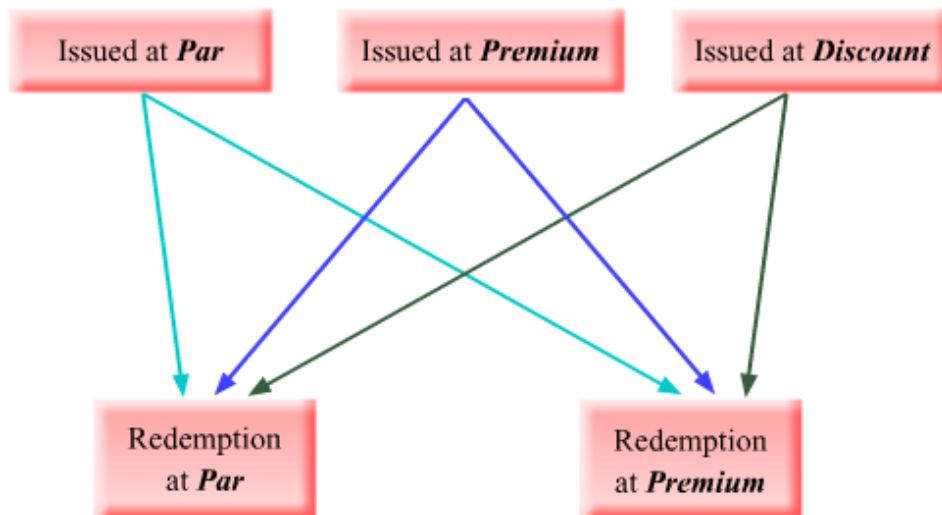 Issued at Par
Issued at Premium
Issued at Discount
Redemption
at Par
Redemption
at Premium